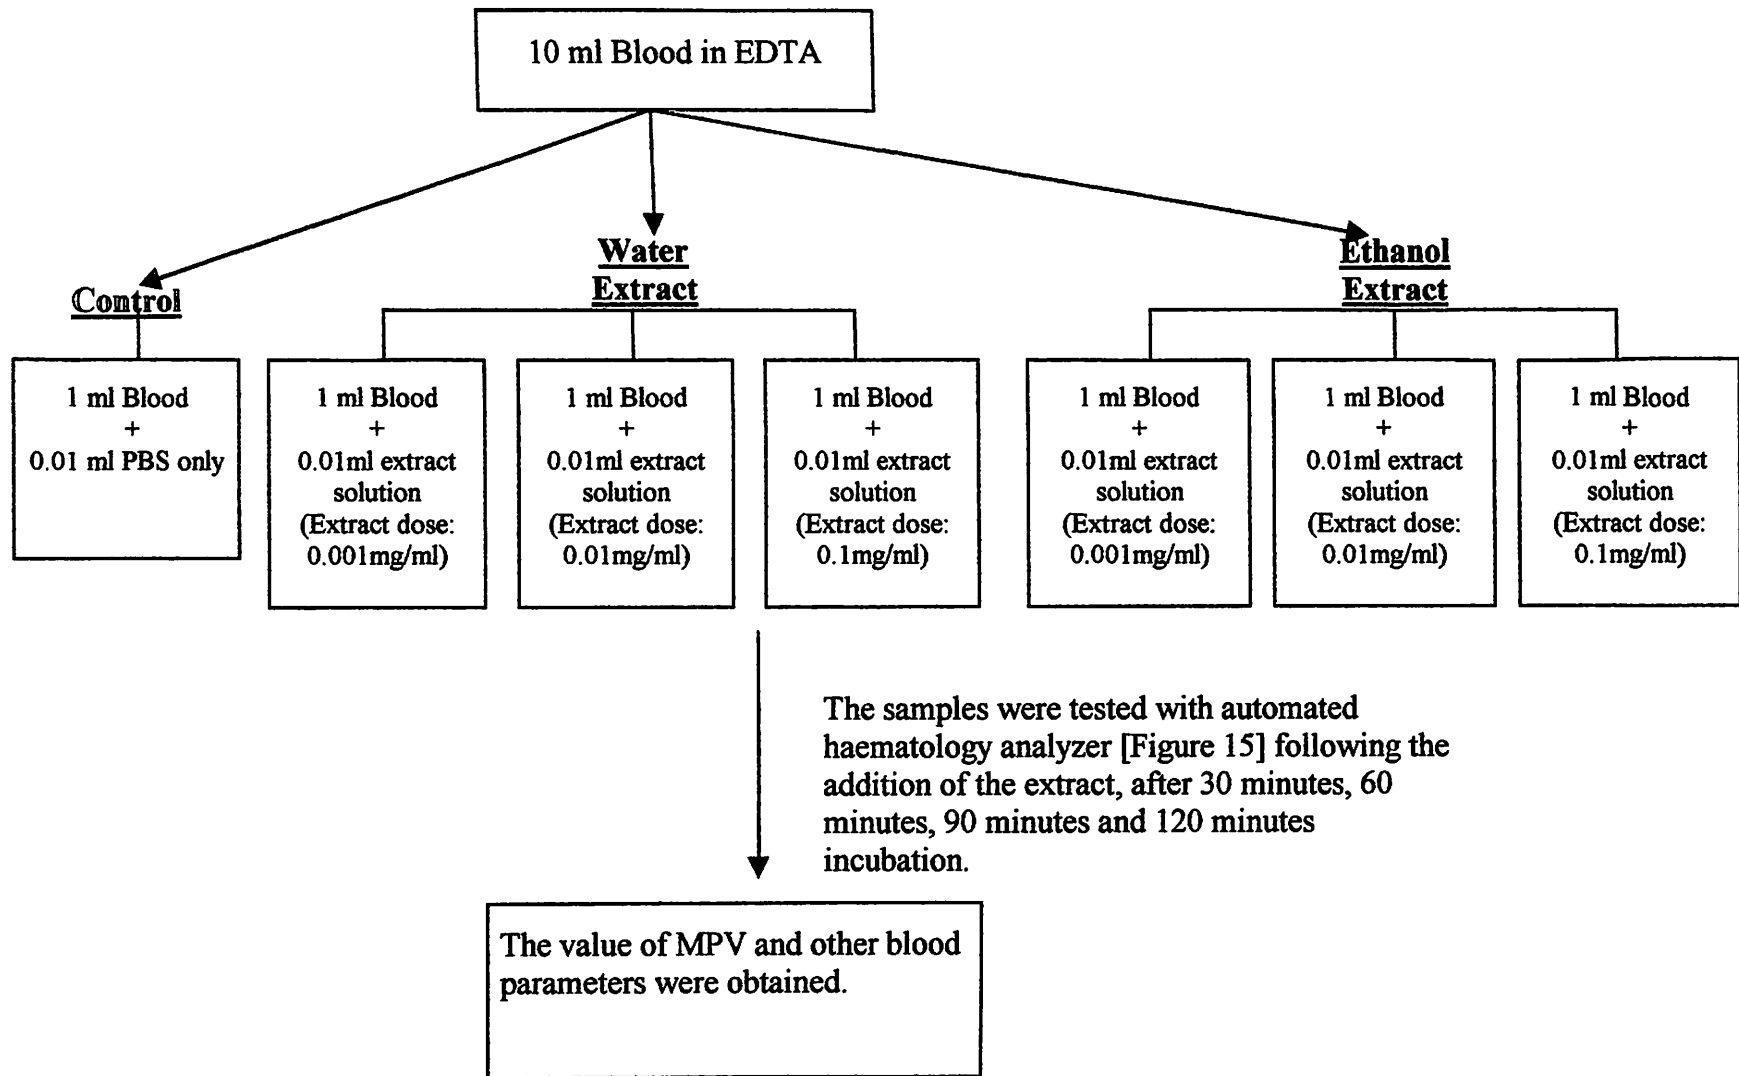 10 ml Blood in EDTA
Control
Water
Extract
Ethanol
Extract
1 ml Blood
+
0.01 ml PBS only
1 ml Blood
+
0.01ml extract
solution
(Extract dose:
0.001mg/ml)
1 ml Blood
+
0.01ml extract
solution
(Extract dose:
0.01mg/ml)
1 ml Blood
+
0.01ml extract
solution
(Extract dose:
0.1mg/ml)
1 ml Blood
+
0.01ml extract
solution
(Extract dose:
0.001mg/ml)
1 ml Blood
+
0.01ml extract
solution
(Extract dose:
0.01mg/ml)
1 ml Blood
+
0.01ml extract
solution
(Extract dose:
0.1mg/ml)
The samples were tested with automated
haematology analyzer [Figure 15] following the
addition of the extract, after 30 minutes, 60
minutes, 90 minutes and 120 minutes
incubation.
The value of MPV and other blood
parameters were obtained.